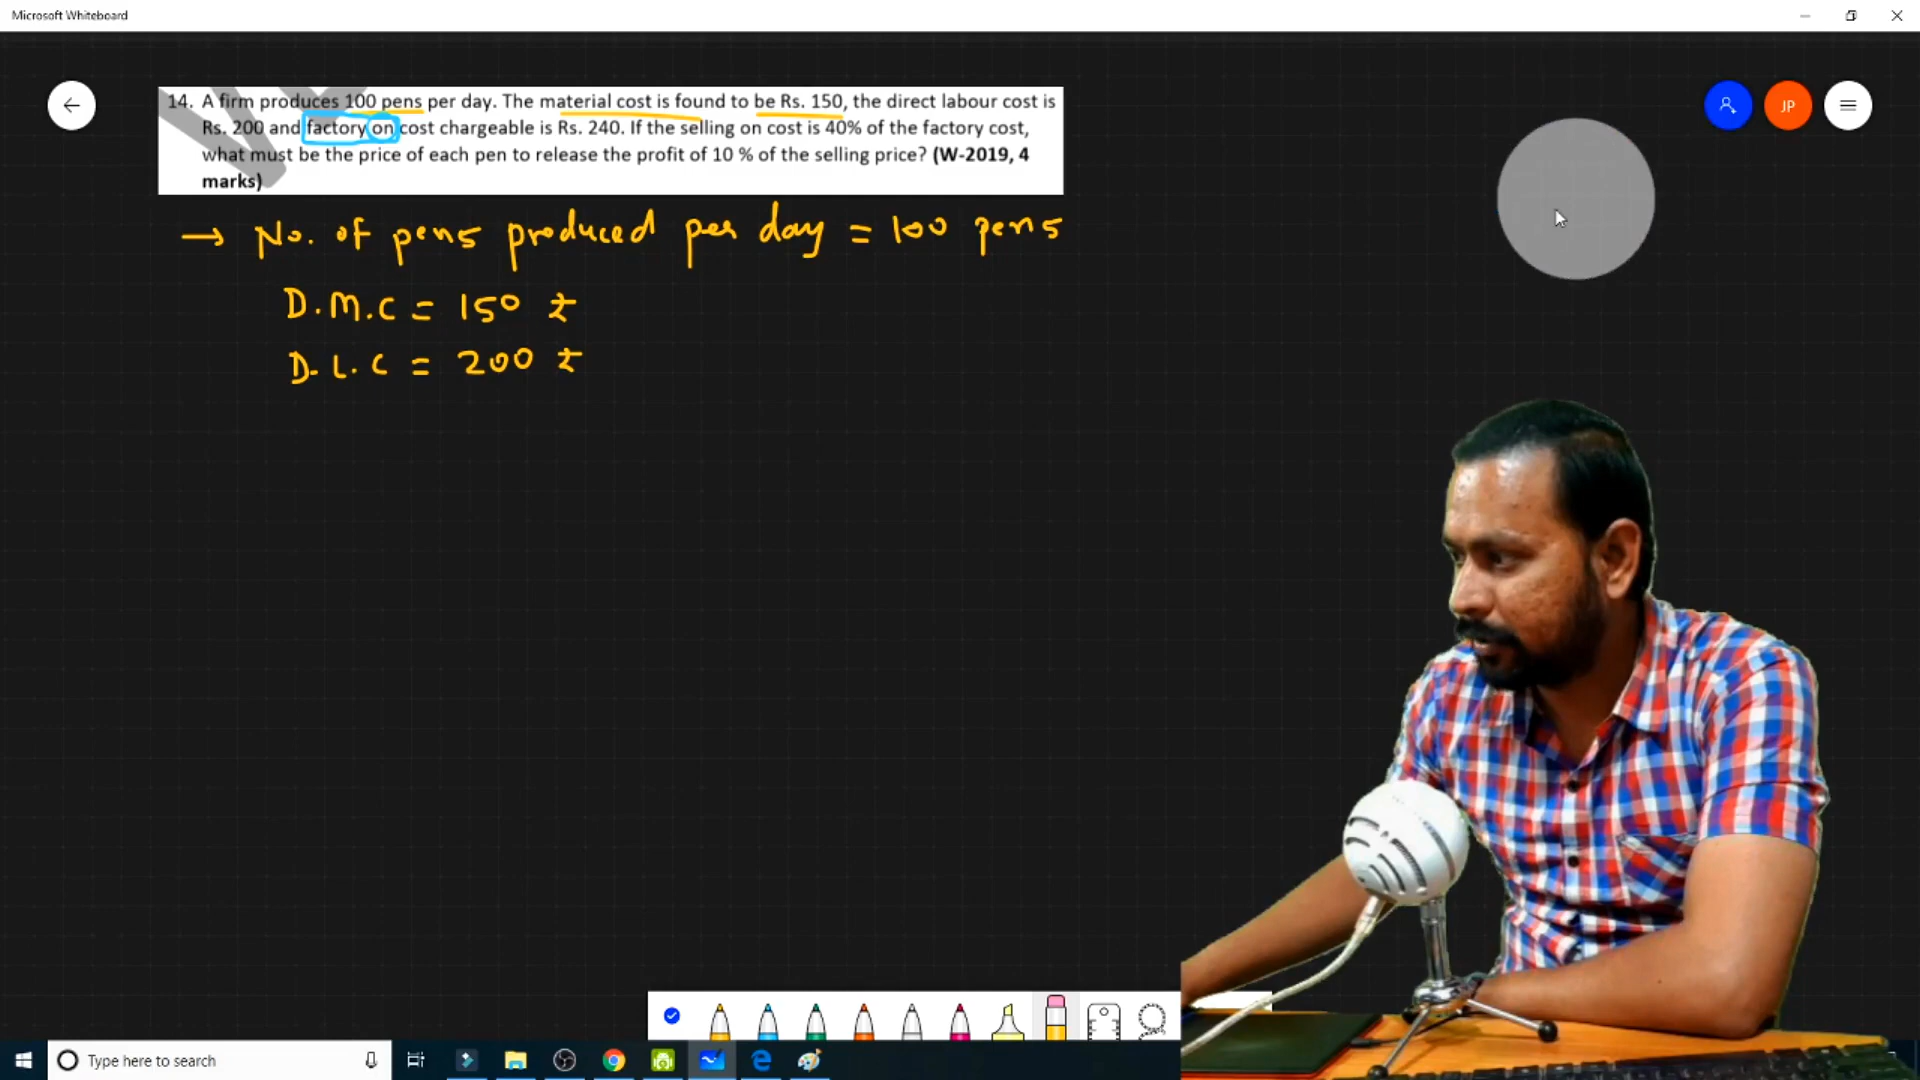 Microsoft Whiteboard
14. A firm produces 100 pens per day. The material cost is found to be Rs. 150, the direct labour cost is
Rs. 200 and factory on cost chargeable is Rs. 240. If the selling on cost is 40% of the factory cost,
what must be the price of each pen to release the profit of 10 % of the selling price? (W-2019, 4
marks)
JP
→ No. of pens produced per day = 100 pens
D.M.C = 150 ₹
D.L.C = 200 ₹
Type here to search